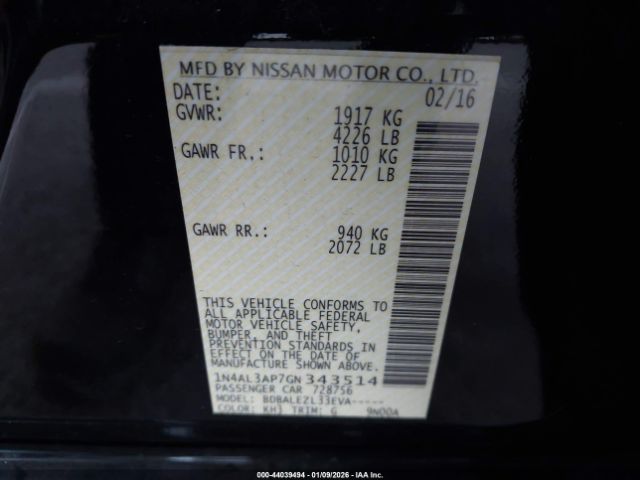 MFD BY NISSAN MOTOR CO., LTD.
DATE: 02/16
GVWR: 1917 KG
4226 LB
GAWR FR.: 1010 KG
2227 LB
GAWR RR.: 940 KG
2072 LB
THIS VEHICLE CONFORMS TO
ALL APPLICABLE FEDERAL
MOTOR VEHICLE SAFETY,
BUMPER, AND THEFT
PREVENTION STANDARDS IN
EFFECT ON THE DATE OF
MANUFACTURE SHOWN ABOVE.
1N4AL3AP7GN 343514
PASSENGER CAR 728756
MODEL: BDBALEZL33EVA-----
COLOR: KH3 TRIM: G 9N00A
000-44039494 | 01/09/2026 - IAA Inc.